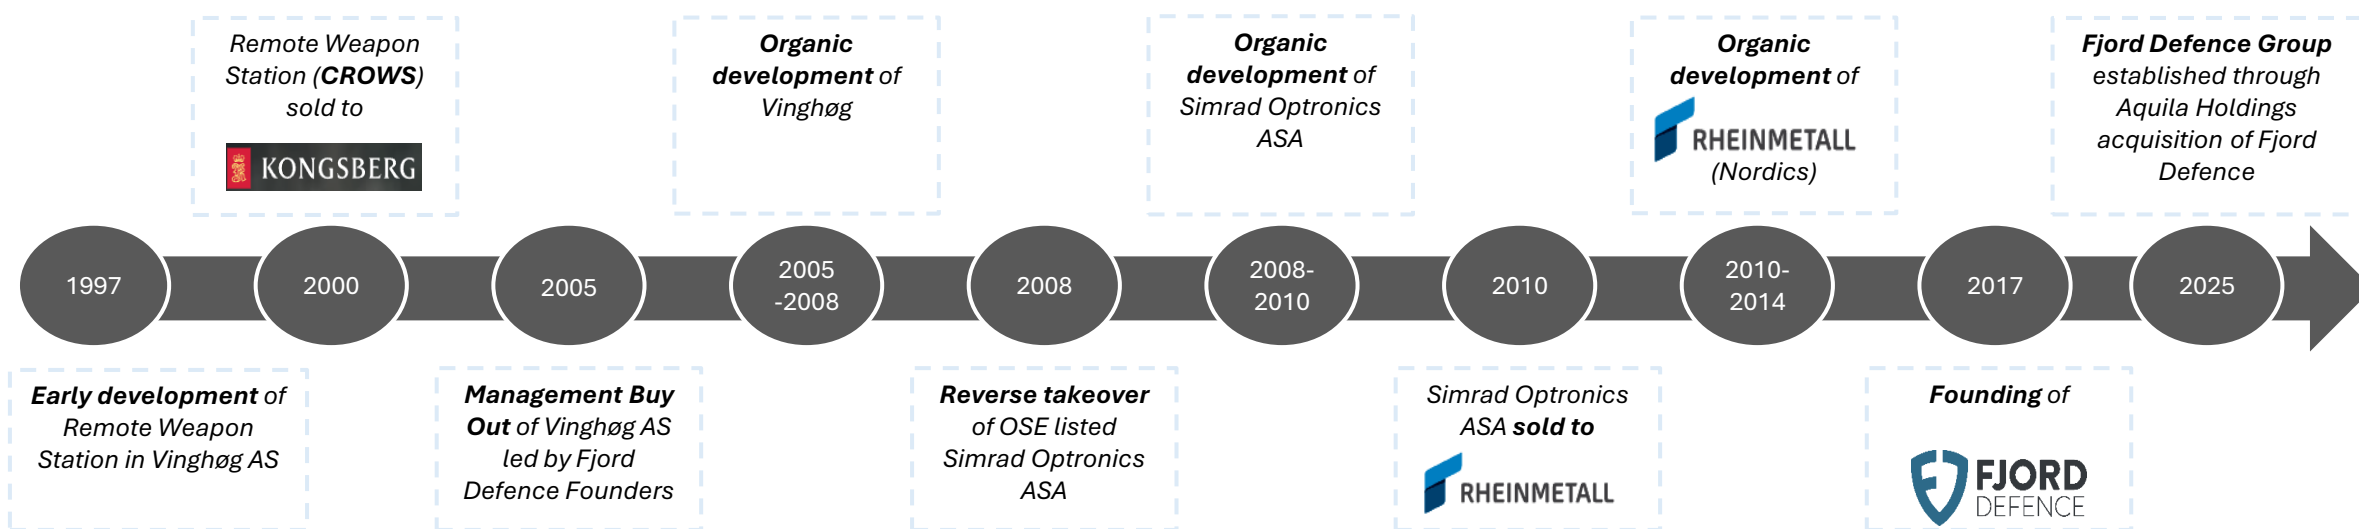 Remote Weapon
Station (CROWS)
sold to
KONGSBERG
Organic
development of
Vinghøg
Organic
development of
Simrad Optronics
ASA
Organic
development of
RHEINMETALL
(Nordics)
Fjord Defence Group
established through
Aquila Holdings
acquisition of Fjord
Defence
1997
2000
2005
2005
-2008
2008
2008-
2010
2010
2010-
2014
2017
2025
Early development of
Remote Weapon
Station in Vinghøg AS
Management Buy
Out of Vinghøg AS
led by Fjord
Defence Founders
Reverse takeover
of OSE listed
Simrad Optronics
ASA
Simrad Optronics
ASA sold to
RHEINMETALL
Founding of
FJORD
DEFENCE